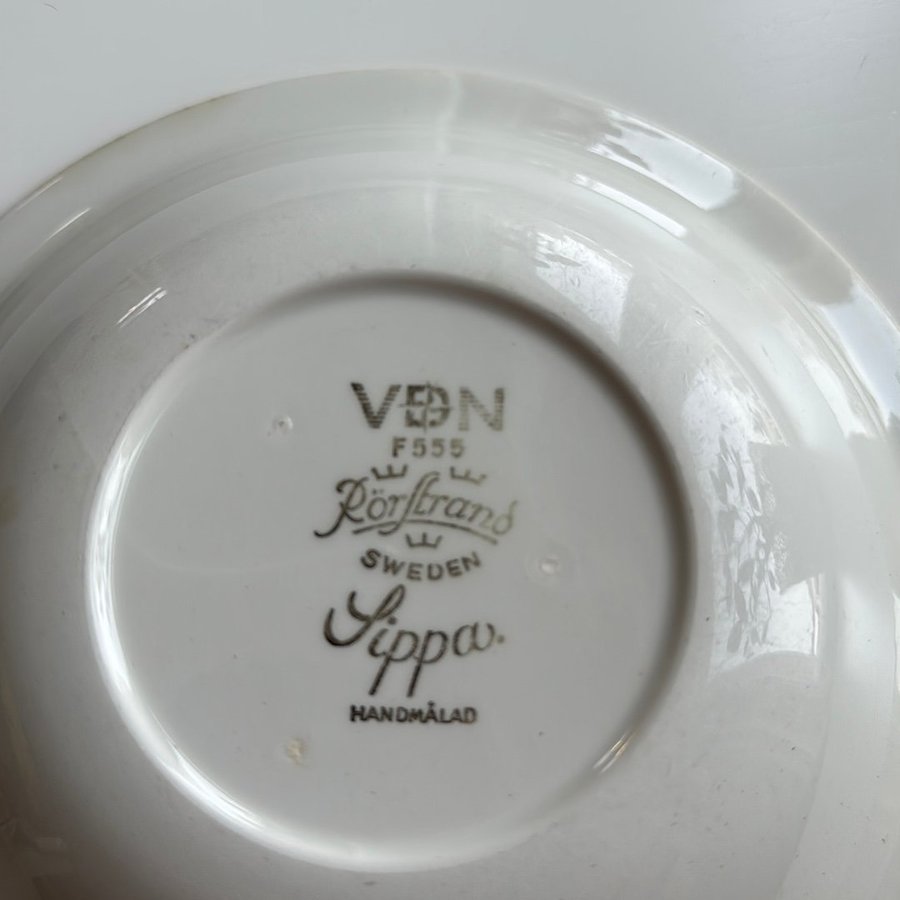 VDN
F555
Rörstrand
SWEDEN
Sippa.
HANDMÅLAD